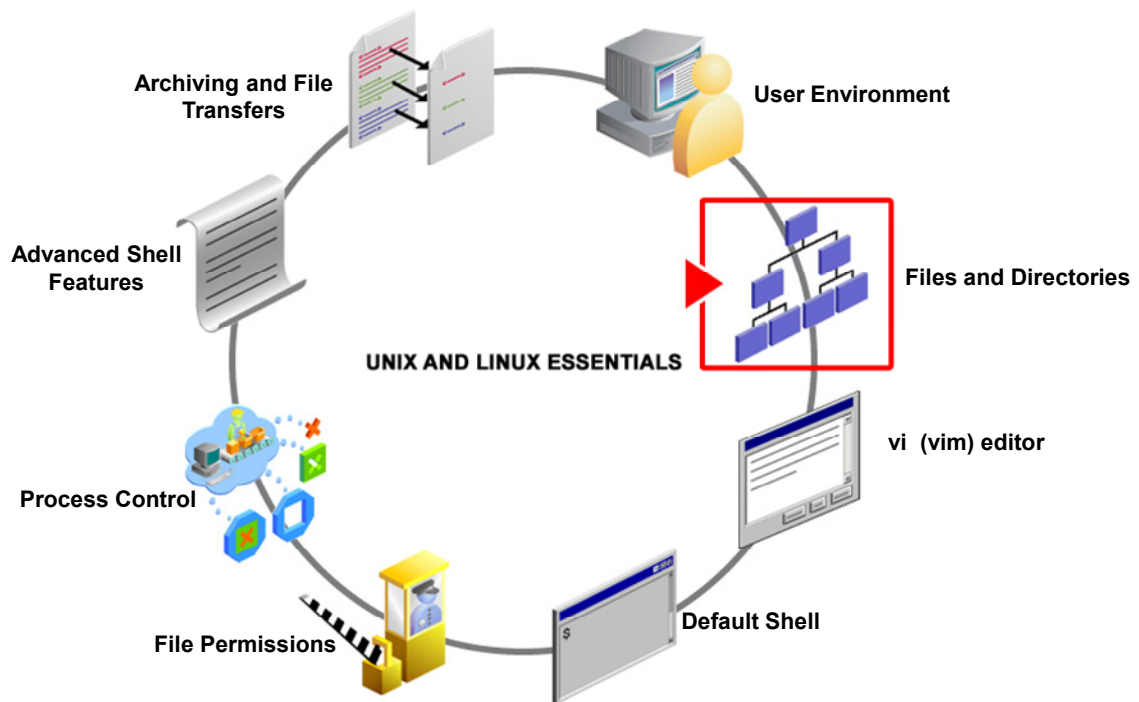 Archiving and File
Transfers
User Environment
Advanced Shell
Features
Files and Directories
UNIX AND LINUX ESSENTIALS
vi (vim) editor
Process Control
$
Default Shell
File Permissions